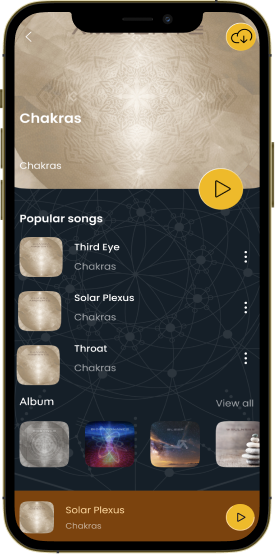 Chakras
Chakras
Popular songs
Third Eye
Chakras
Solar Plexus
Chakras
Throat
Chakras
Album
View all
Solar Plexus
Chakras